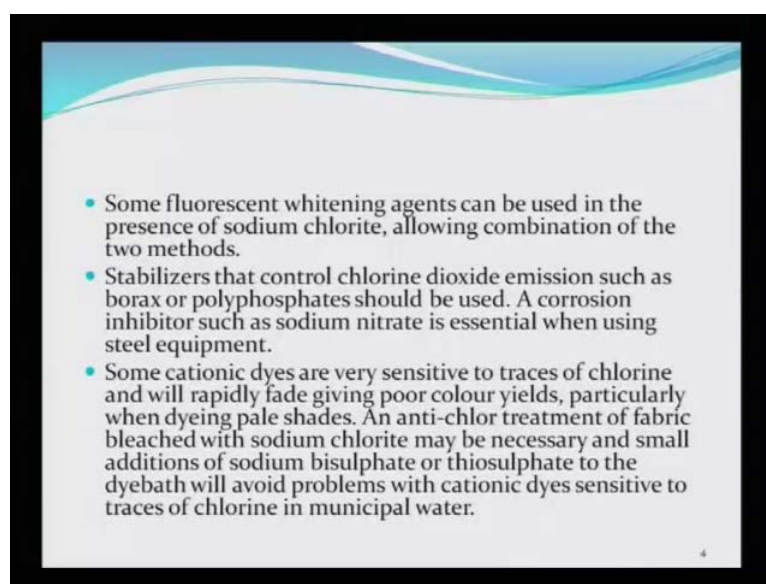 Some fluorescent whitening agents can be used in the
presence of sodium chlorite, allowing combination of the
two methods.
Stabilizers that control chlorine dioxide emission such as
borax or polyphosphates should be used. A corrosion
inhibitor such as sodium nitrate is essential when using
steel equipment.
Some cationic dyes are very sensitive to traces of chlorine
and will rapidly fade giving poor colour yields, particularly
when dyeing pale shades. An anti-chlor treatment of fabric
bleached with sodium chlorite may be necessary and small
additions of sodium bisulphate or thiosulphate to the
dyebath will avoid problems with cationic dyes sensitive to
traces of chlorine in municipal water.
4